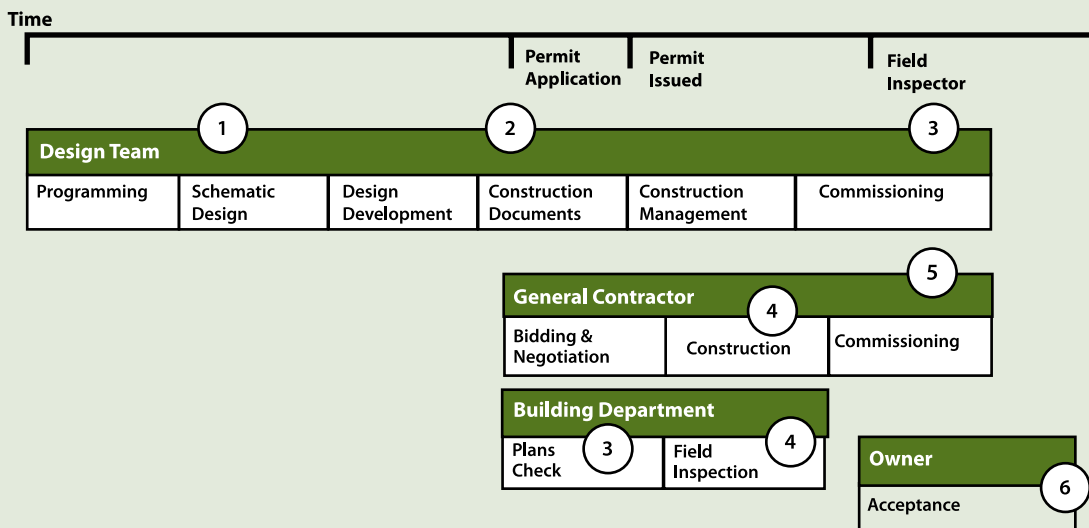 Time
Permit
Application
Permit
Issued
Field
Inspector
1
2
3
Design Team
Programming
Schematic
Design
Design
Development
Construction
Documents
Construction
Management
Commissioning
5
General Contractor
4
Bidding &
Negotiation
Construction
Commissioning
Building Department
Plans
Check
3
Field
Inspection
4
Owner
6
Acceptance